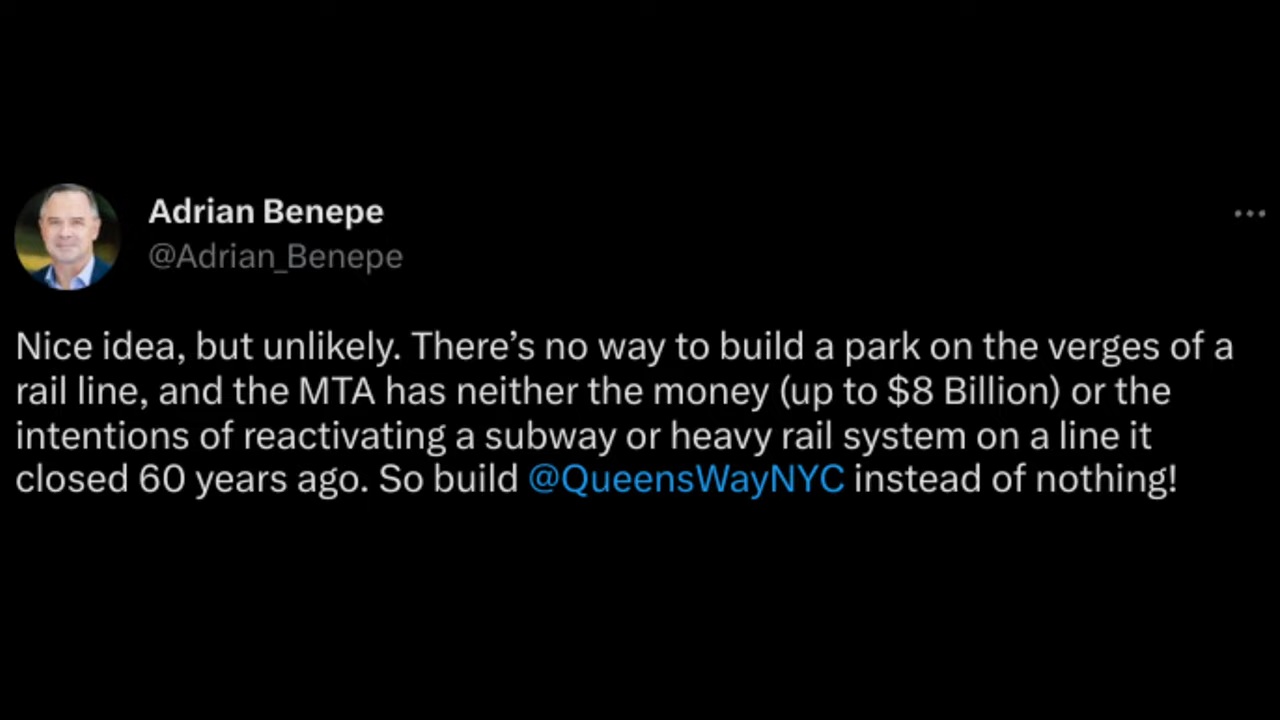 Adrian Benepe
@Adrian_Benepe
Nice idea, but unlikely. There’s no way to build a park on the verges of a
rail line, and the MTA has neither the money (up to $8 Billion) or the
intentions of reactivating a subway or heavy rail system on a line it
closed 60 years ago. So build @QueensWayNYC instead of nothing!